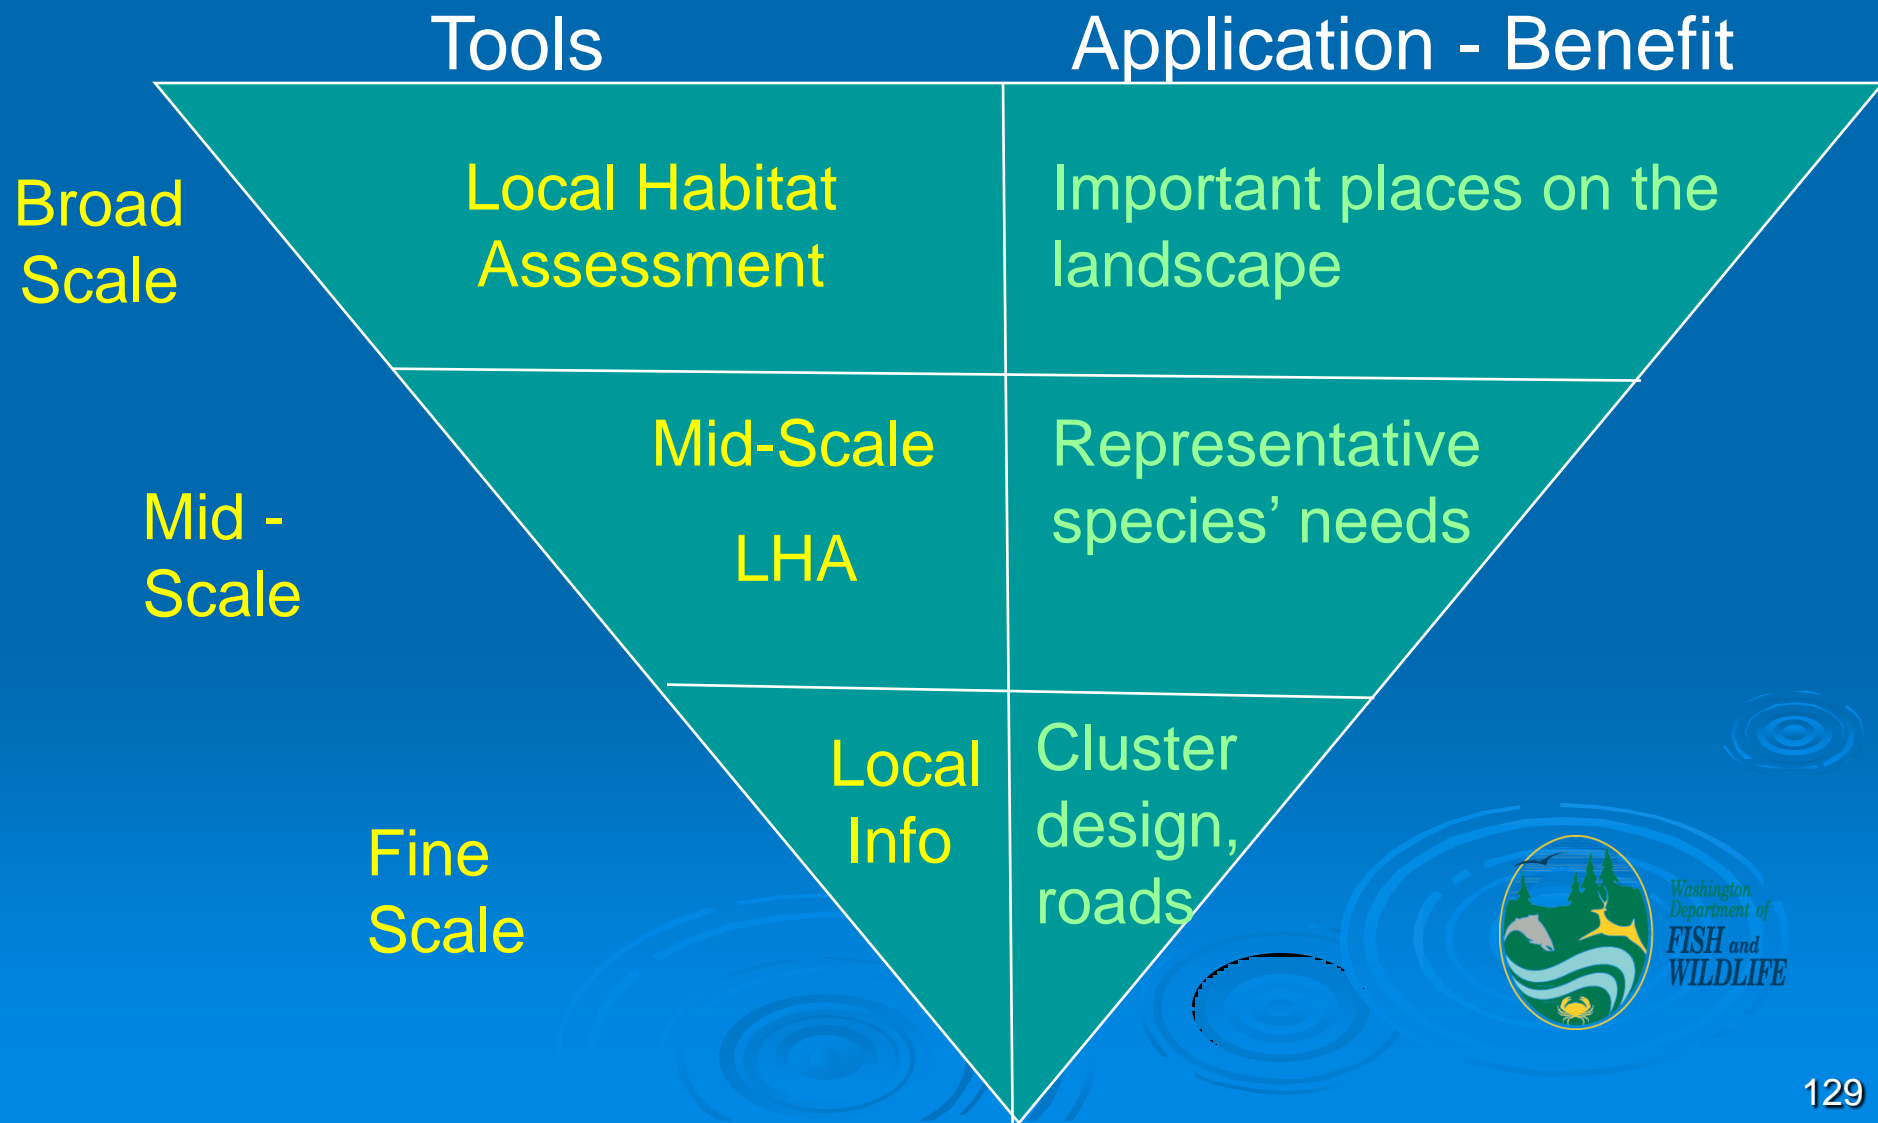 Tools
Application - Benefit
Broad
Scale
Local Habitat
Assessment
Important places on the
landscape
Mid -
Scale
Mid-Scale
LHA
Representative
species’ needs
Fine
Scale
Local
Info
Cluster
design,
roads
Washington
Department of
FISH and
WILDLIFE
129